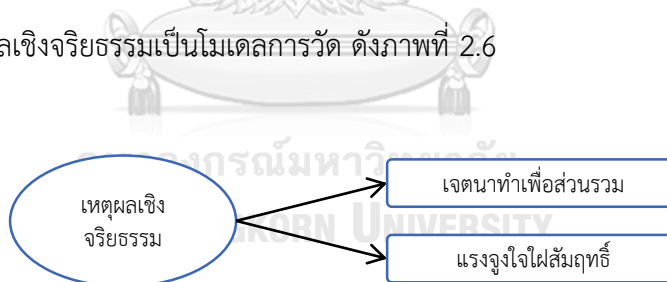 ลเชิงจริยธรรมเป็นโมเดลการวัด ดังภาพที่ 2.6
เหตุผลเชิง
จริยธรรม
เจตนาทำเพื่อส่วนรวม
แรงจูงใจใฝ่สัมฤทธิ์